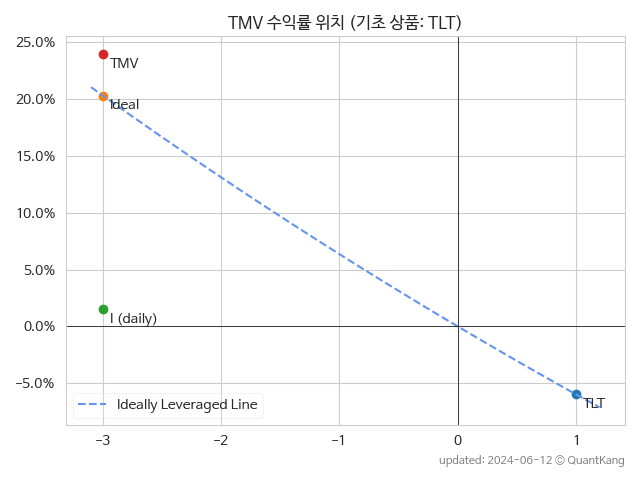 TMV 수익률 위치 (기초 상품: TLT)
25.0%
TMV
20.0%
Ideal
15.0%
10.0%
5.0%
I (daily)
0.0%
−5.0%
Ideally Leveraged Line
TLT
−3
−2
−1
0
1
updated: 2024-06-12 © QuantKang